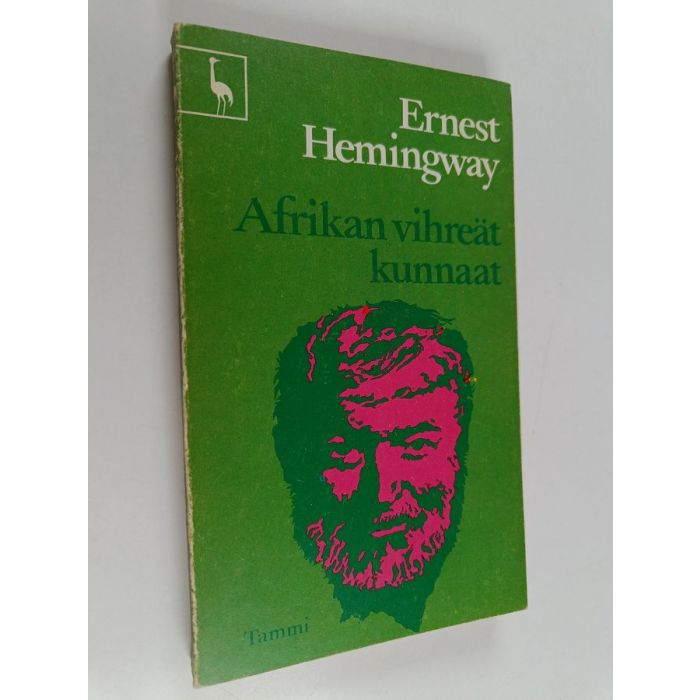 Ernest
Hemingway
Afrikan vihreät
kunnaat
Tammi